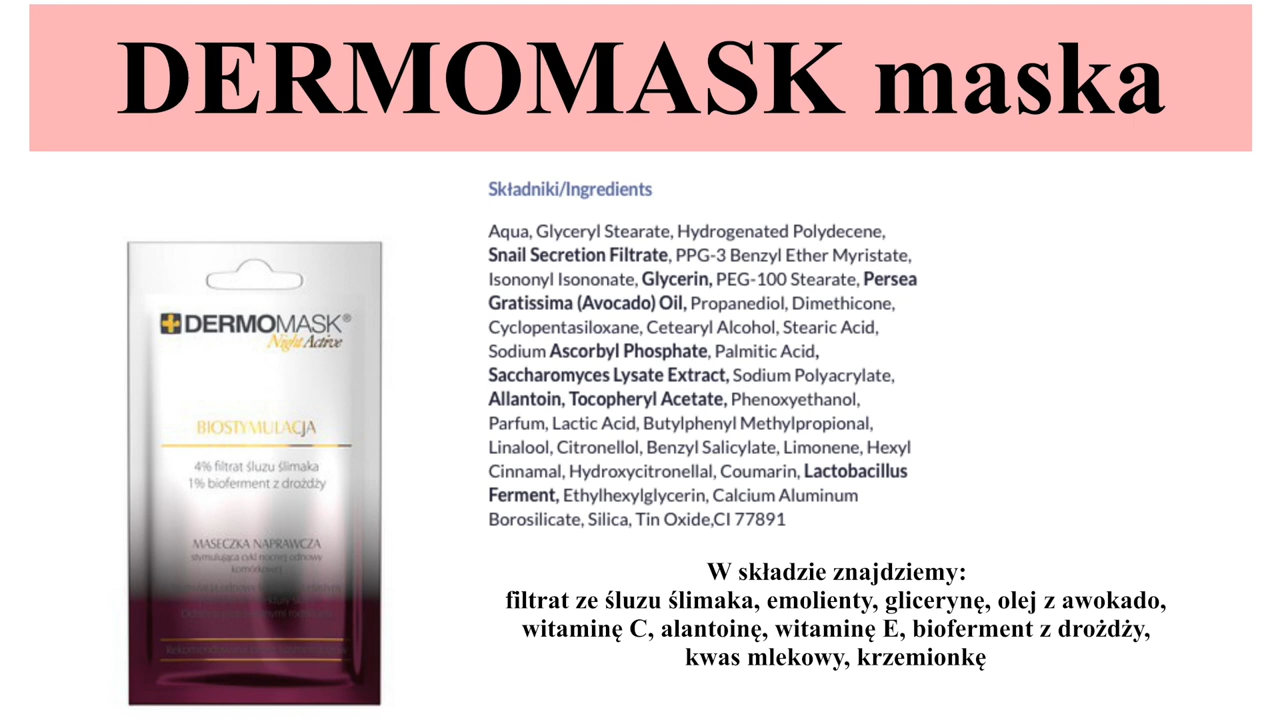 DERMOMASK maska
Składniki/Ingredients
Aqua, Glyceryl Stearate, Hydrogenated Polydecene,
Snail Secretion Filtrate, PPG-3 Benzyl Ether Myristate,
Isononyl Isononate, Glycerin, PEG-100 Stearate, Persea
Gratissima (Avocado) Oil, Propanediol, Dimethicone,
Cyclopentasiloxane, Cetearyl Alcohol, Stearic Acid,
Sodium Ascorbyl Phosphate, Palmitic Acid,
Saccharomyces Lysate Extract, Sodium Polyacrylate,
Allantoin, Tocopheryl Acetate, Phenoxyethanol,
Parfum, Lactic Acid, Butylphenyl Methylpropional,
Linalool, Citronellol, Benzyl Salicylate, Limonene, Hexyl
Cinnamal, Hydroxycitronellal, Coumarin, Lactobacillus
Ferment, Ethylhexylglycerin, Calcium Aluminum
Borosilicate, Silica, Tin Oxide,CI 77891
DERMOMASK®
Night Active
BIOSTYMULACJA
4% filtrat śluzu ślimaka
1% bioferment z drożdży
MASECZKA NAPRAWCZA
stymulująca cykl nocnej odnowy
komórkowej
W składzie znajdziemy:
filtrat ze śluzu ślimaka, emolienty, glicerynę, olej z awokado,
witaminę C, alantoinę, witaminę E, bioferment z drożdży,
kwas mlekowy, krzemionkę